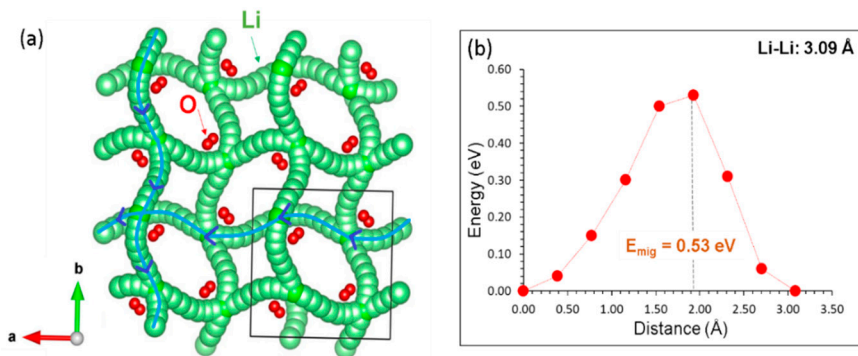 (a)
Li
O
b
a
(b)
Li-Li: 3.09 Å
Energy (eV)
0.60
0.50
0.40
0.30
0.20
0.10
0.00
E_mig = 0.53 eV
0.00 0.50 1.00 1.50 2.00 2.50 3.00 3.50
Distance (Å)